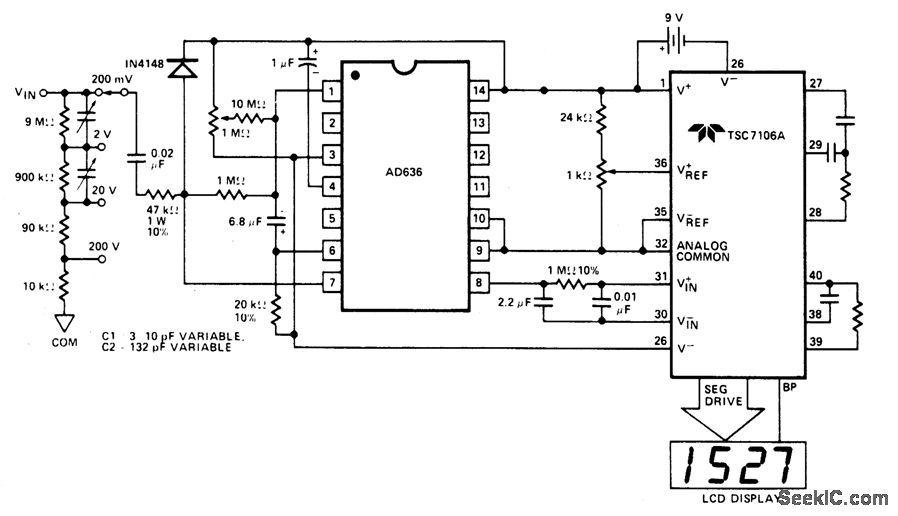 9 V
26
V⁻
IN4148
1 µF
+
−
VIN
200 mV
9 MΩ
2 V
900 kΩ
20 V
90 kΩ
200 V
10 kΩ
COM
0.02
µF
47 kΩ
1 W
10%
10 MΩ
1 MΩ
1 MΩ
6.8 µF
20 kΩ
10%
C1 3 10 pF VARIABLE.
C2 - 132 pF VARIABLE
AD636
1
2
3
4
5
6
7
14
13
12
11
10
9
8
24 kΩ
1 kΩ
1 MΩ 10%
2.2 µF
0.01
µF
TSC7106A
1 V⁺
36 V⁺REF
35 V⁻REF
32 ANALOG
COMMON
31 V⁺IN
30 V⁻IN
26 V⁻
27
29
28
40
38
39
SEG
DRIVE
BP
1527
LCD DISPLAY
SeekIC.com